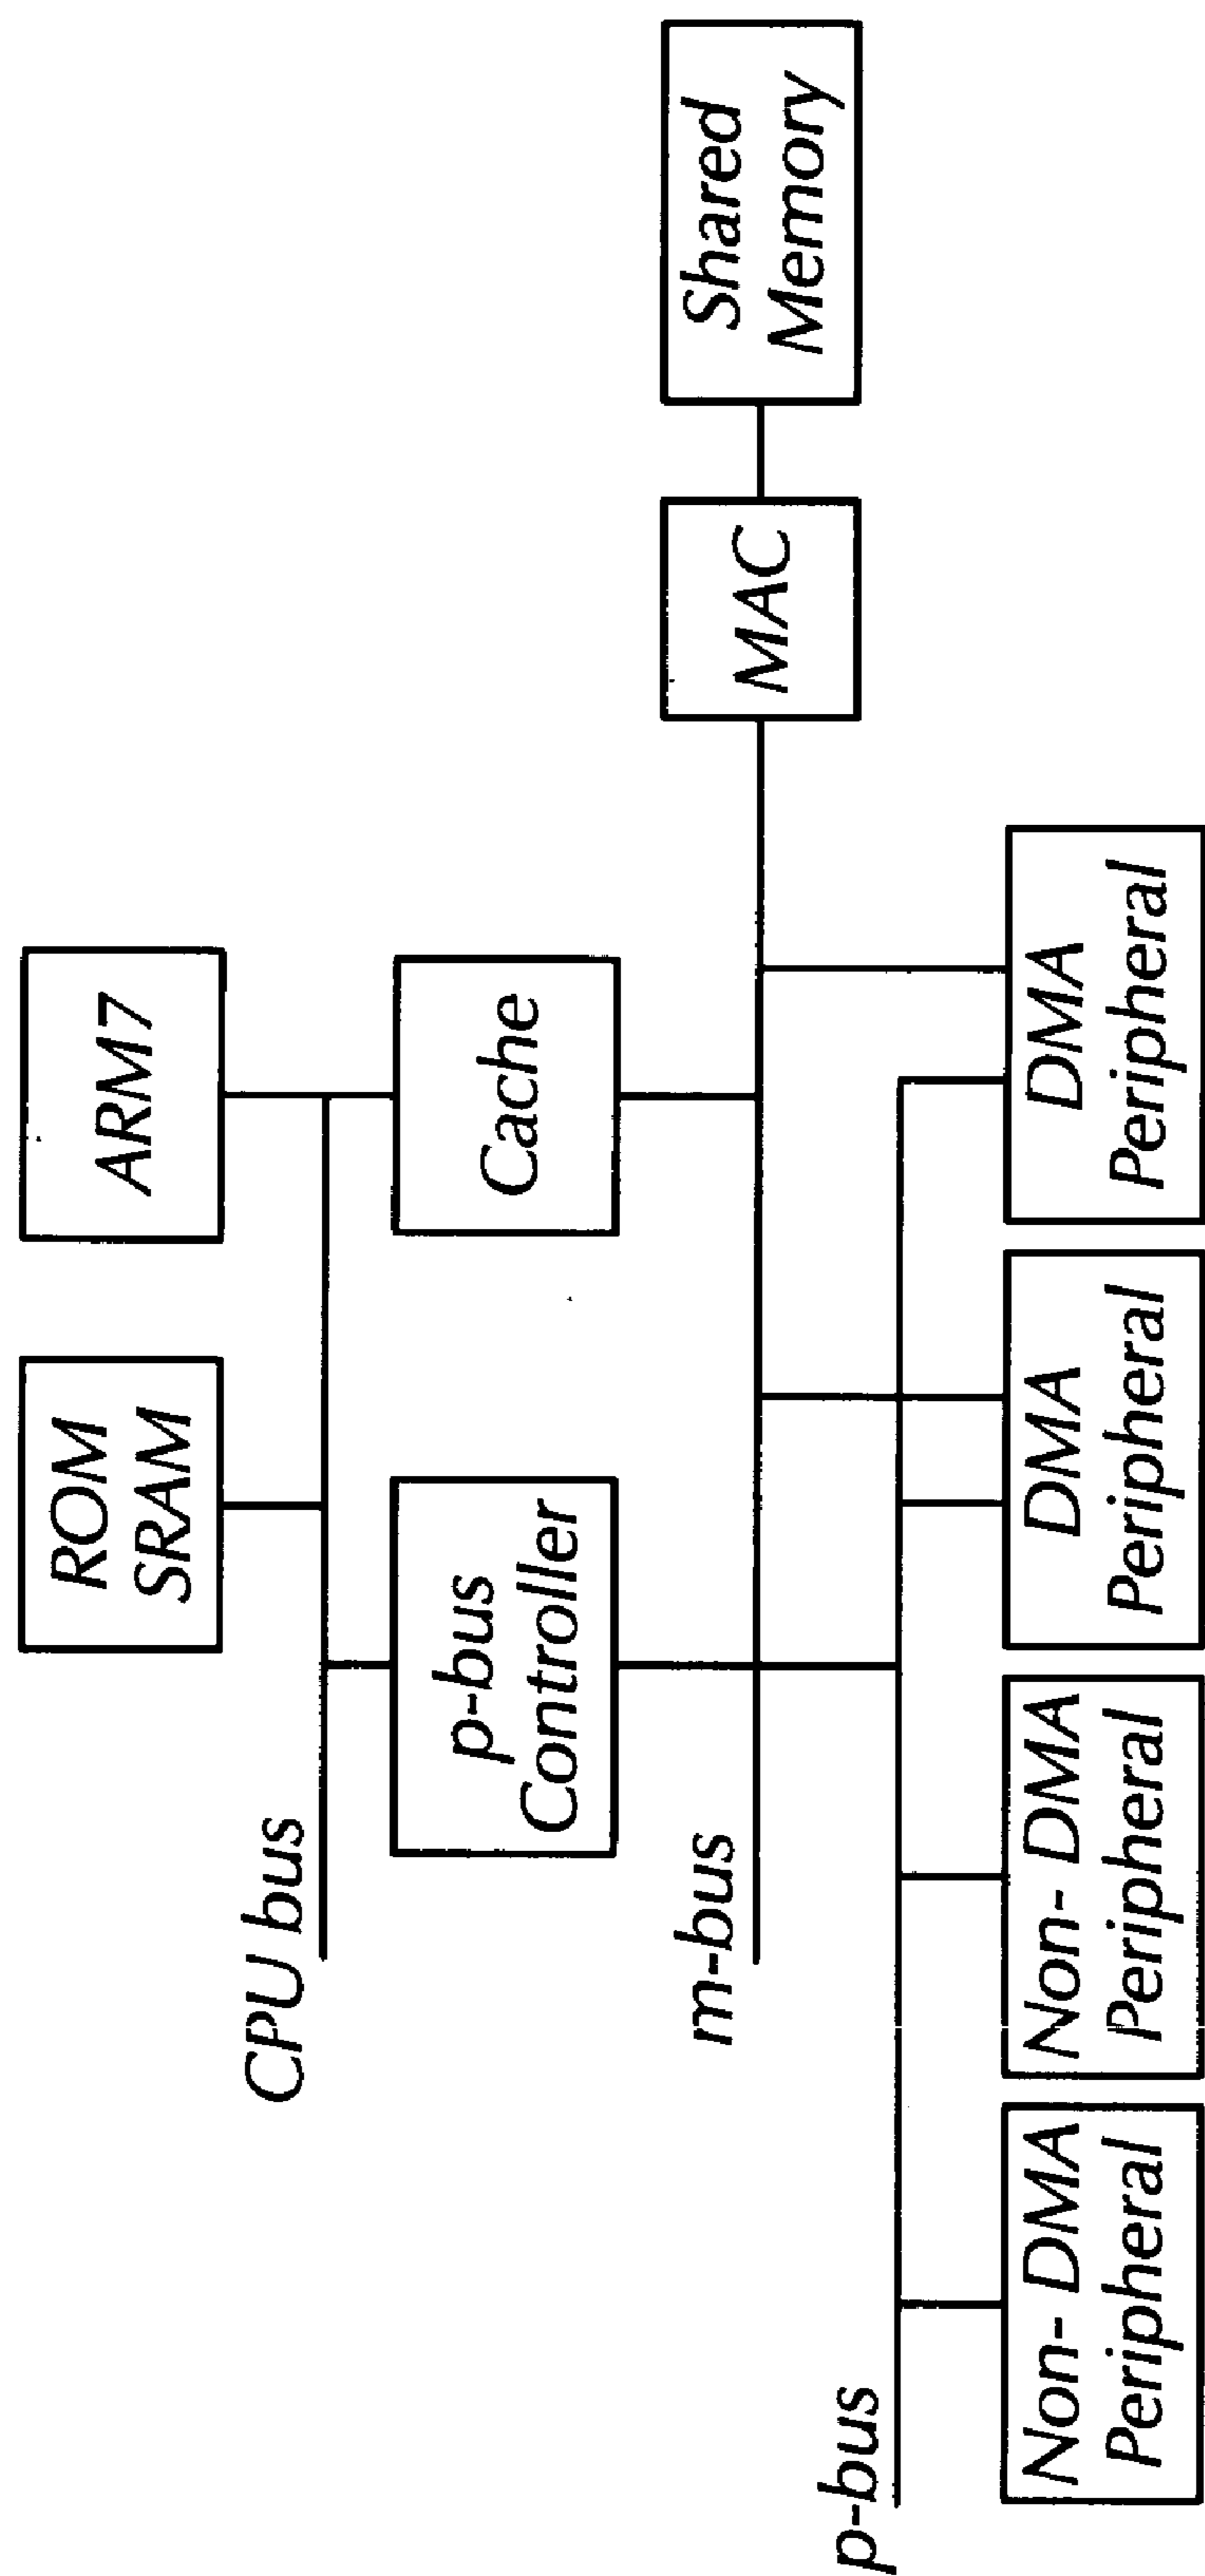 ROM
SRAM
ARM7
CPU bus
p-bus
Controller
Cache
m-bus
MAC
Shared
Memory
p-bus
Non- DMA
Peripheral
Non- DMA
Peripheral
DMA
Peripheral
DMA
Peripheral